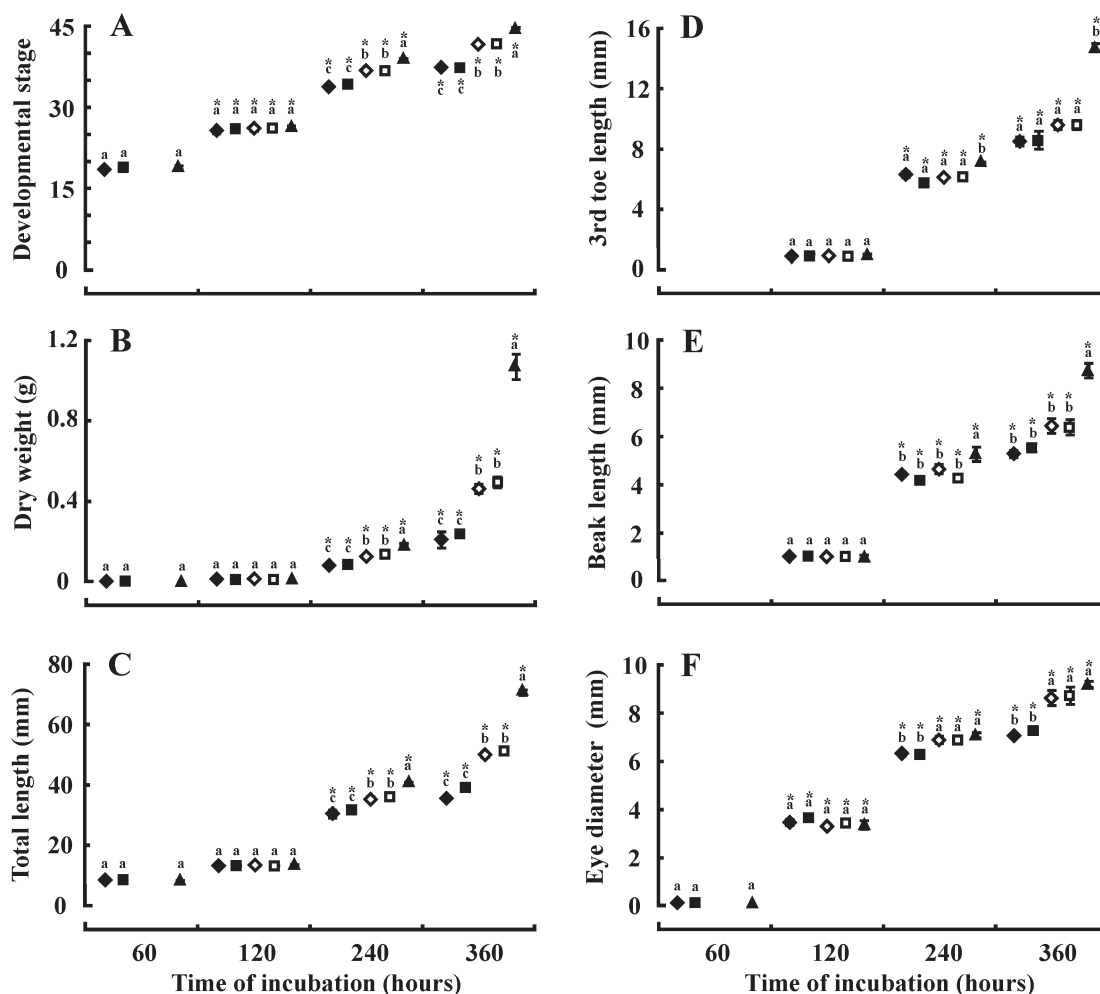 A
Developmental stage
45
30
15
0
a a a
* * * * *
a a a a a
* * * * *
c c b b a
* * * * *
c c b b a
B
Dry weight (g)
1.2
0.8
0.4
0
a a a
a a a a a
* * * * *
c c b b a
* * * * *
c c b b a
C
Total length (mm)
80
60
40
20
0
a a a
a a a a a
* * * * *
c c b b a
* * * * *
c c b b a
60 120 240 360
Time of incubation (hours)
D
3rd toe length (mm)
16
12
8
4
0
a a a a a
* * * * *
a a a a b
* * * * *
a a a a b
E
Beak length (mm)
10
8
6
4
2
0
a a a a a
* * * * *
b b b b a
* * * * *
b b b b a
F
Eye diameter (mm)
10
8
6
4
2
0
a a a
* * * * *
a a a a a
* * * * *
b b a a a
* * * * *
b b a a a
60 120 240 360
Time of incubation (hours)